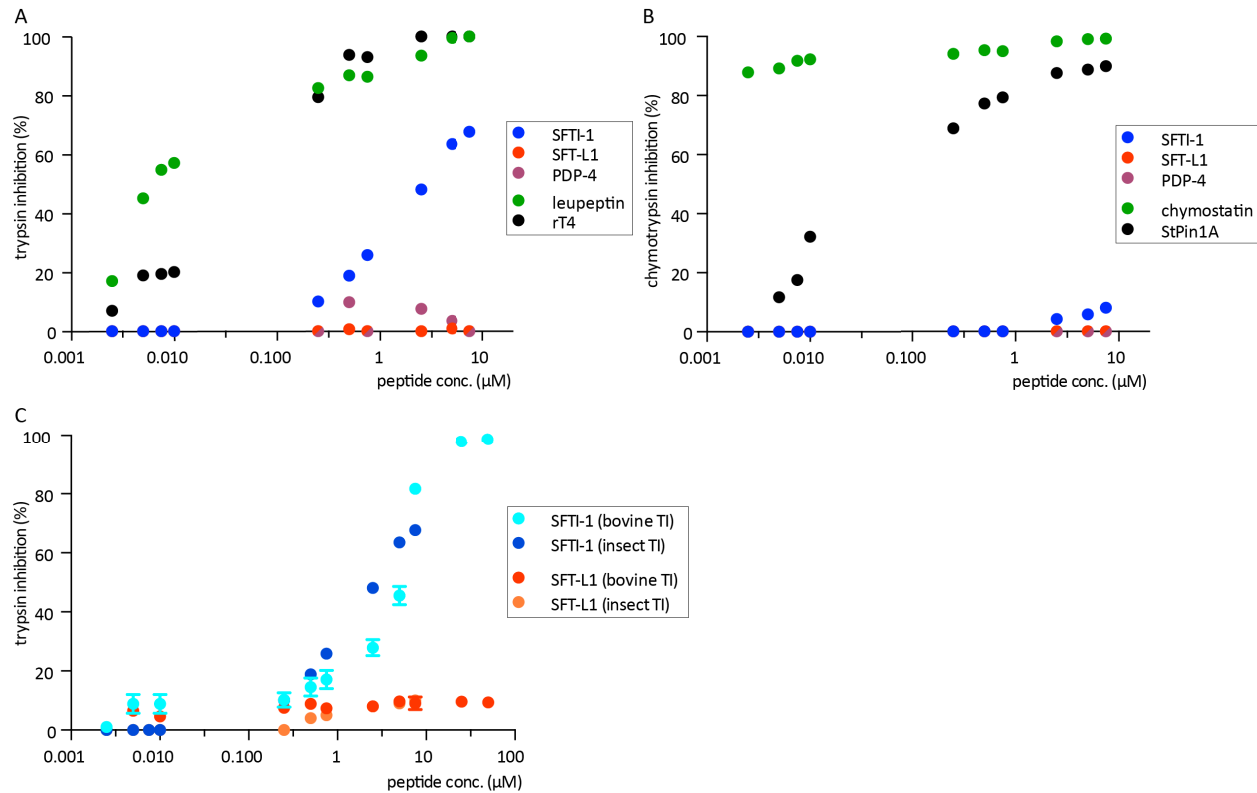 A
100
80
60
40
20
0
trypsin inhibition (%)
0.001
0.010
0.100
1
10
peptide conc. (µM)
SFTI-1
SFT-L1
PDP-4
leupeptin
rT4
B
100
80
60
40
20
0
chymotrypsin inhibition (%)
0.001
0.010
0.100
1
10
peptide conc. (µM)
SFTI-1
SFT-L1
PDP-4
chymostatin
StPin1A
C
100
80
60
40
20
0
trypsin inhibition (%)
0.001
0.010
0.100
1
10
100
peptide conc. (µM)
SFTI-1 (bovine TI)
SFTI-1 (insect TI)
SFT-L1 (bovine TI)
SFT-L1 (insect TI)